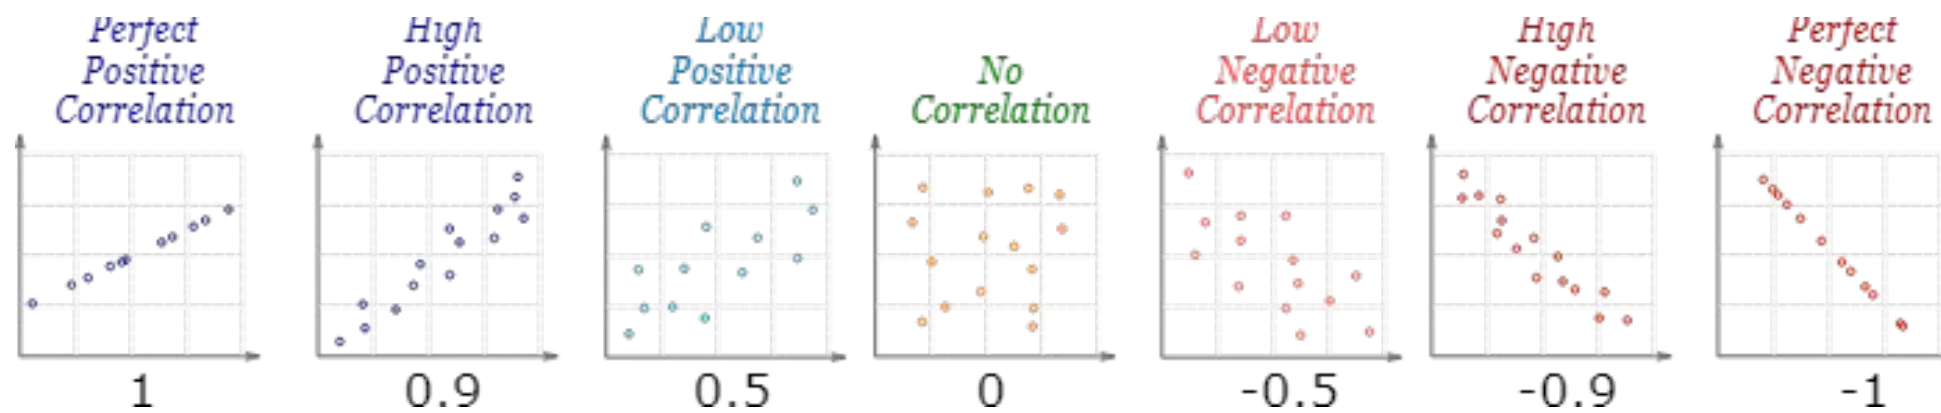 Perfect
Positive
Correlation
High
Positive
Correlation
Low
Positive
Correlation
No
Correlation
Low
Negative
Correlation
High
Negative
Correlation
Perfect
Negative
Correlation
1
0.9
0.5
0
-0.5
-0.9
-1